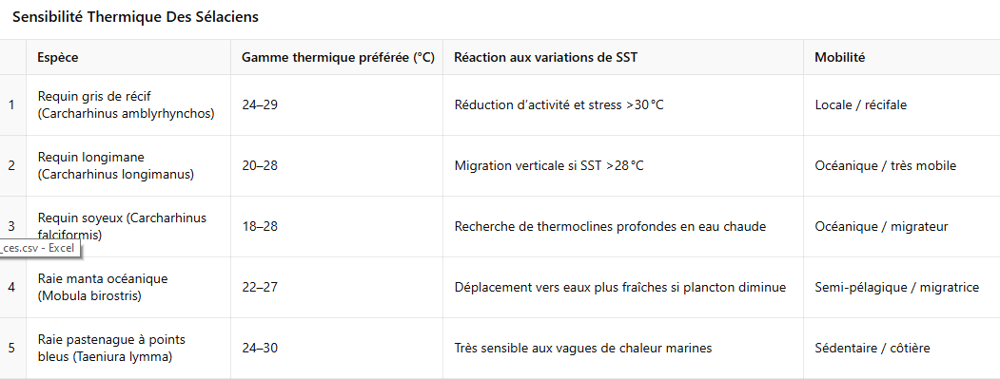 Sensibilité Thermique Des Sélaciens
Espèce Gamme thermique préférée (°C) Réaction aux variations de SST Mobilité
1 Requin gris de récif (Carcharhinus amblyrhynchos) 24–29 Réduction d'activité et stress >30 °C Locale / récifale
2 Requin longimane (Carcharhinus longimanus) 20–28 Migration verticale si SST >28 °C Océanique / très mobile
3 Requin soyeux (Carcharhinus falciformis) 18–28 Recherche de thermoclines profondes en eau chaude Océanique / migrateur
_ces.csv - Excel
4 Raie manta océanique (Mobula birostris) 22–27 Déplacement vers eaux plus fraîches si plancton diminue Semi-pélagique / migratrice
5 Raie pastenague à points bleus (Taeniura lymma) 24–30 Très sensible aux vagues de chaleur marines Sédentaire / côtière